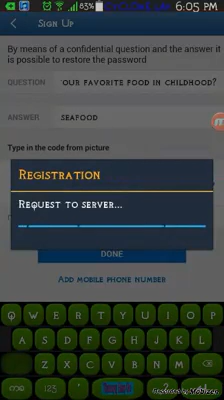 83% 6:05 PM
Sign Up
By means of a confidential question and the answer it
is possible to restore the password
QUESTION 'OUR FAVORITE FOOD IN CHILDHOOD?
ANSWER SEAFOOD
Type in the code from picture
Registration
Request to server...
DONE
Add mobile phone number
Q W E R T Y U I O P
A S D F G H J K L
Z X C V B N M
123